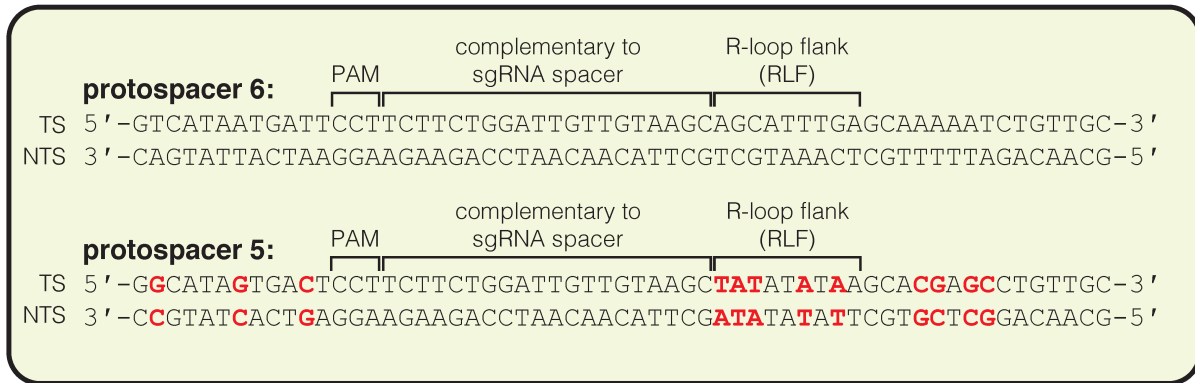 complementary to R-loop flank
PAM sgRNA spacer (RLF)
protospacer 6:
TS 5′-GTCATAATGATTCCTTCTTCTGGATTGTTGTAAGCAGCATTTGAGCAAAAATCTGTTGC-3′
NTS 3′-CAGTATTACTAAGGAAGAAGACCTAACAACATTCGTCGTAAACTCGTTTTTAGACAACG-5′
complementary to R-loop flank
PAM sgRNA spacer (RLF)
protospacer 5:
TS 5′-GGCATAGTGACTCCTTCTTCTGGATTGTTGTAAGCTATATATAAGCACGAGCCTGTTGC-3′
NTS 3′-CCGTATCACTGAGGAAGAAGACCTAACAACATTCGATATATATTCGTGCTCGGACAACG-5′